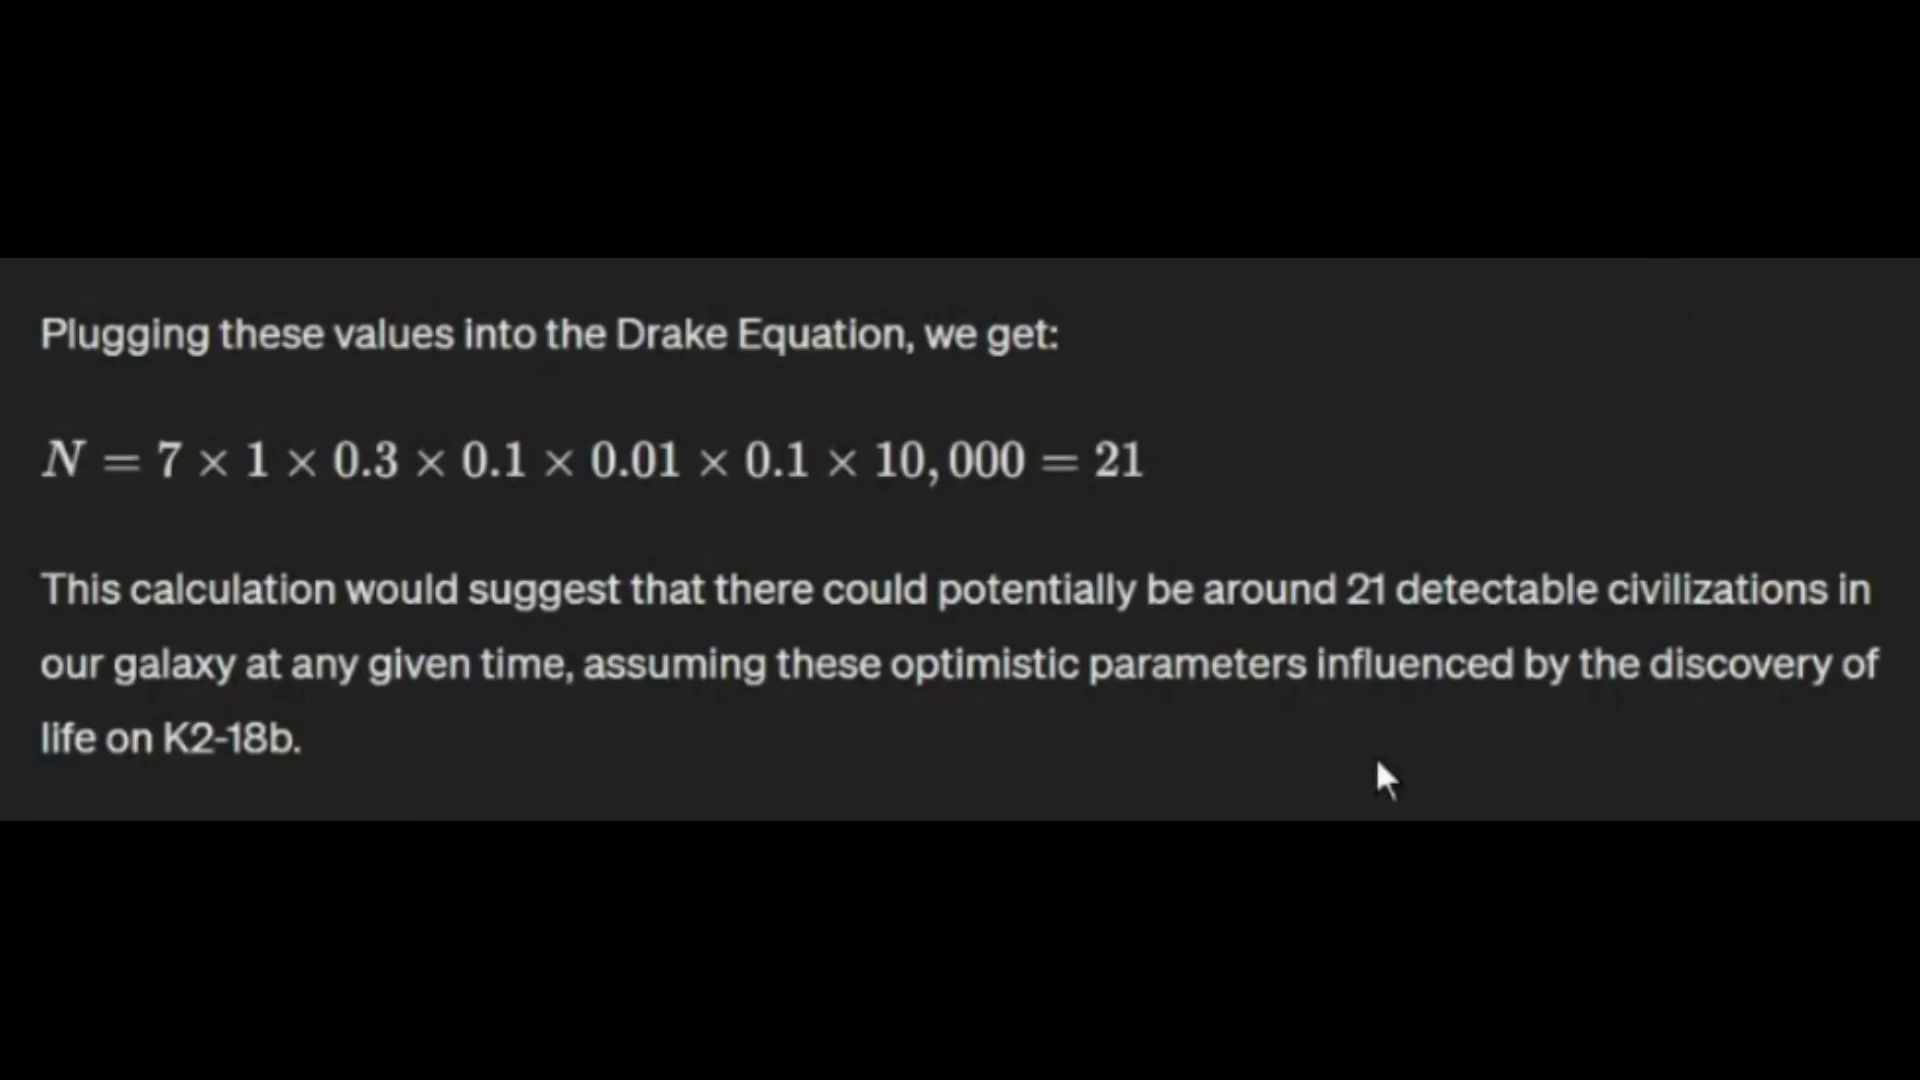 Plugging these values into the Drake Equation, we get:
N = 7 × 1 × 0.3 × 0.1 × 0.01 × 0.1 × 10,000 = 21
This calculation would suggest that there could potentially be around 21 detectable civilizations in
our galaxy at any given time, assuming these optimistic parameters influenced by the discovery of
life on K2-18b.